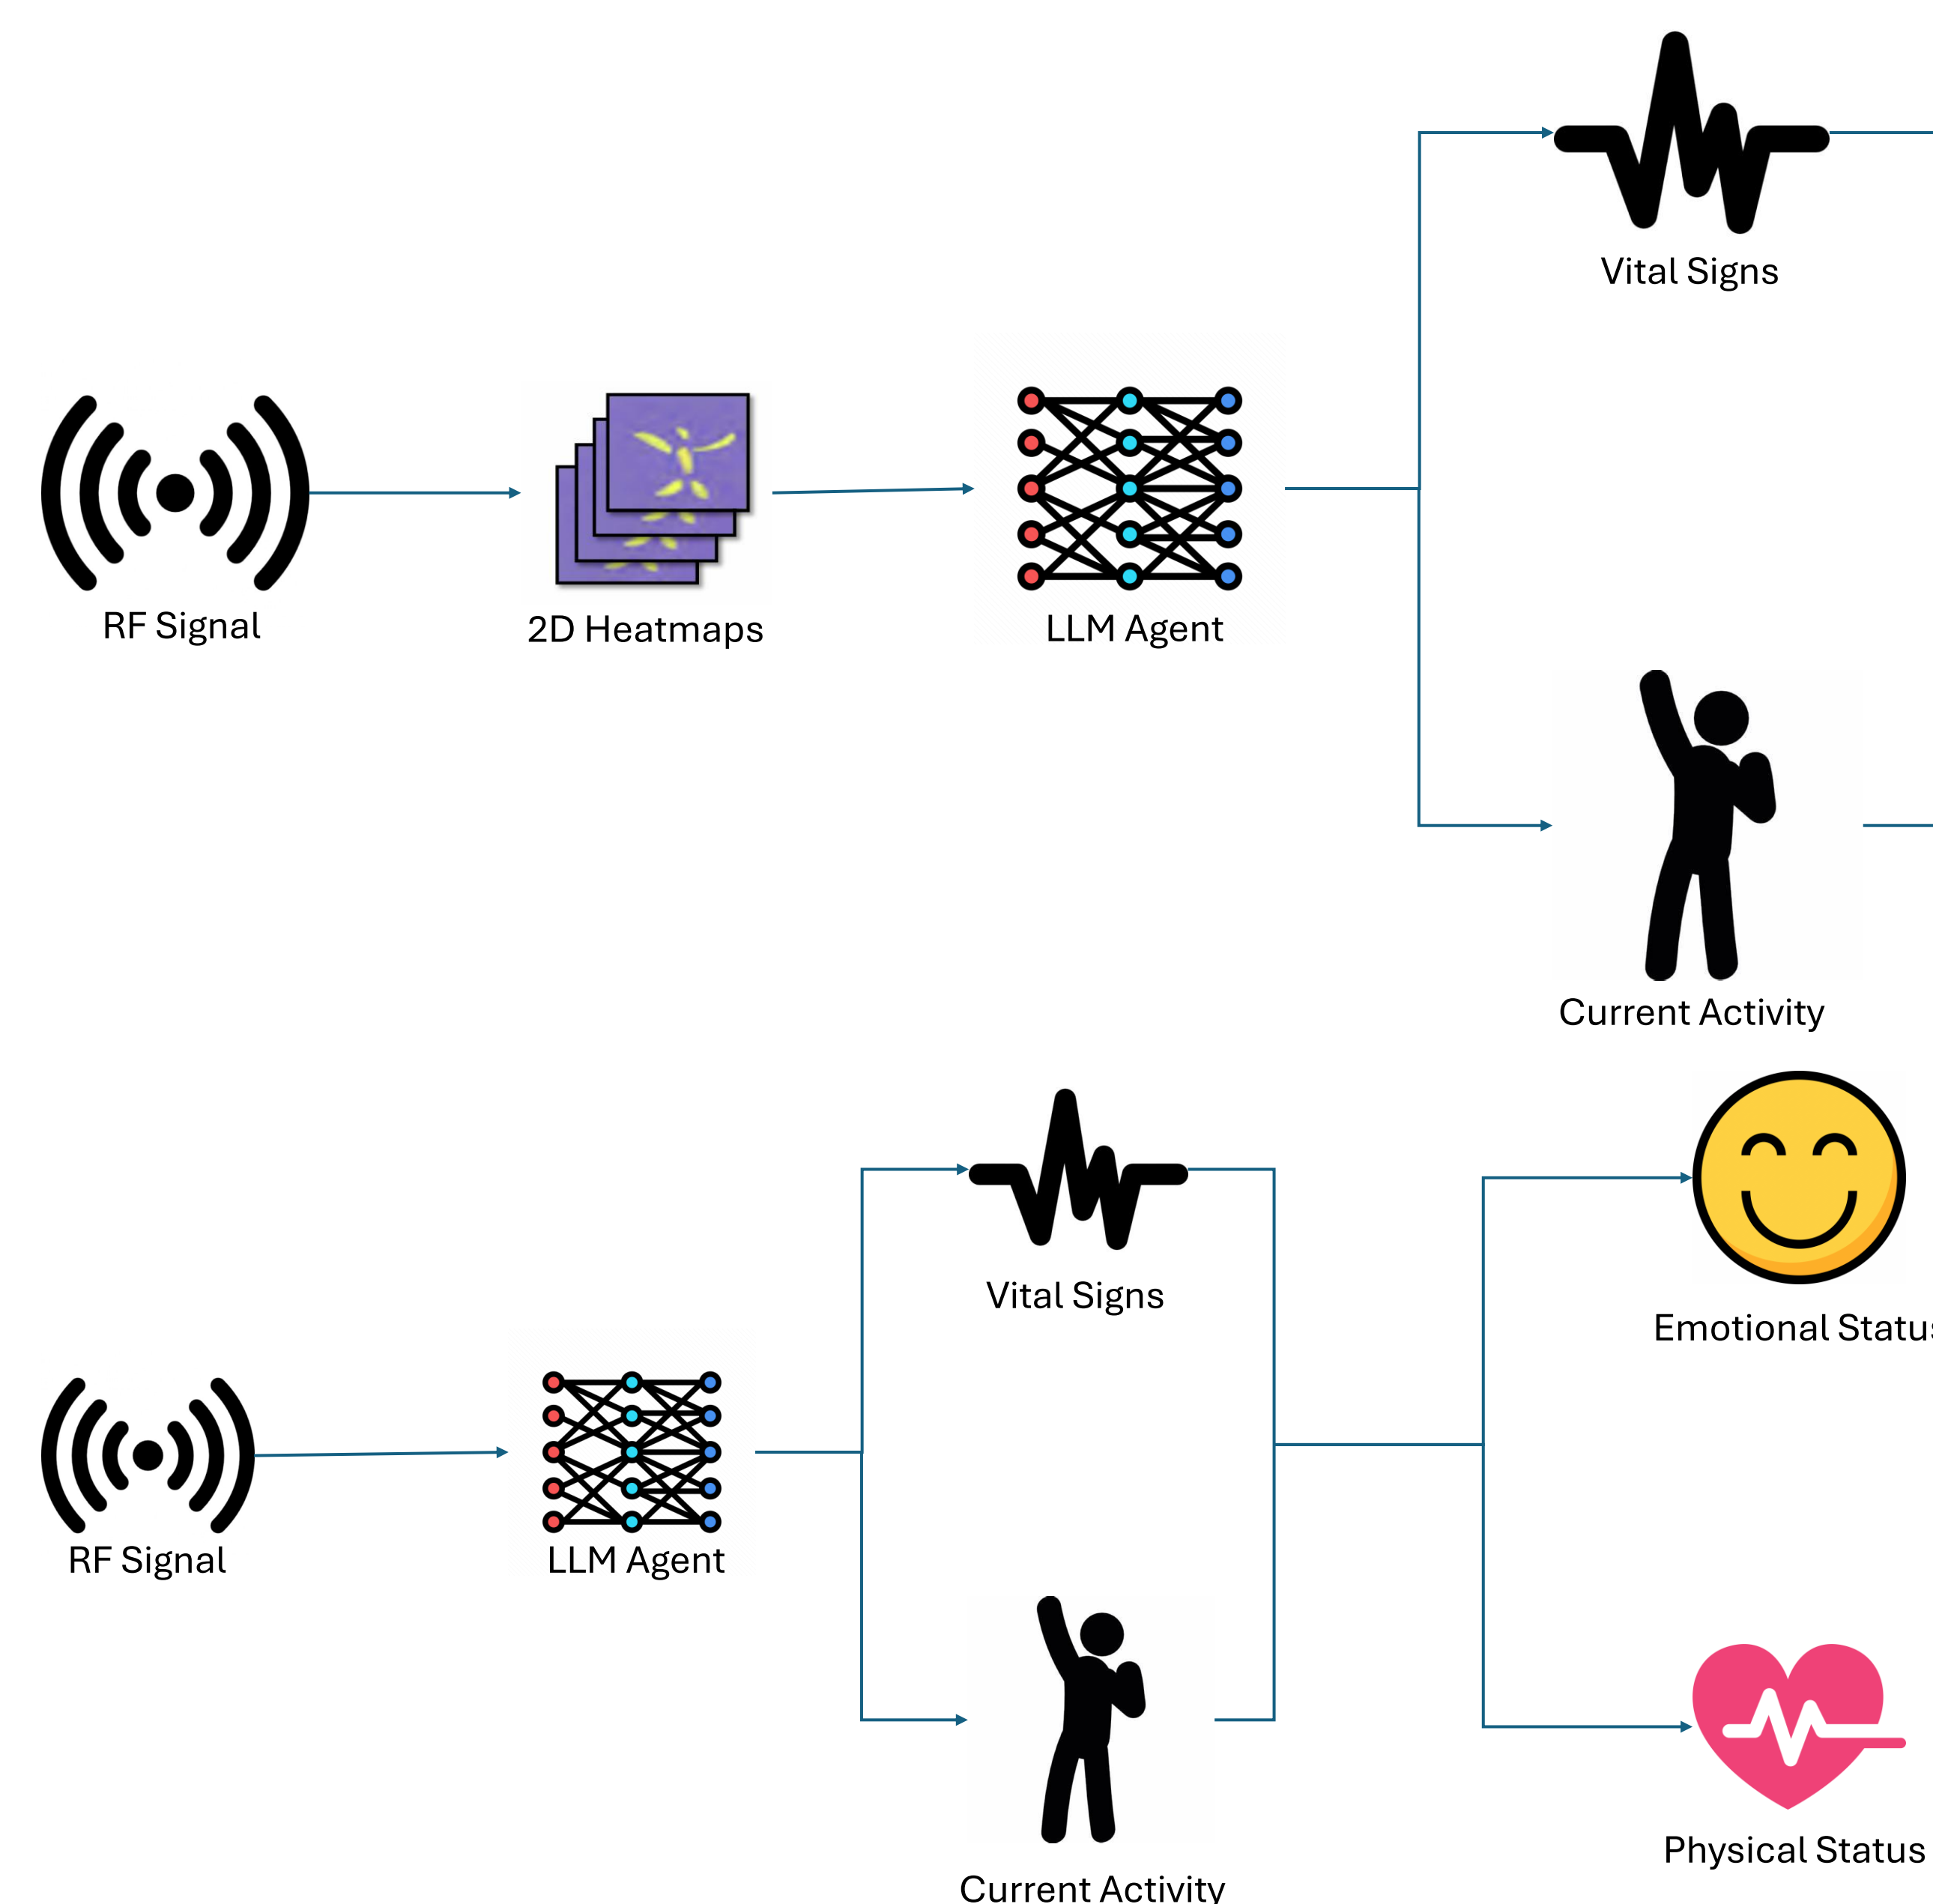 Vital Signs
RF Signal
2D Heatmaps
LLM Agent
Current Activity
Vital Signs
Emotional Status
RF Signal
LLM Agent
Physical Status
Current Activity